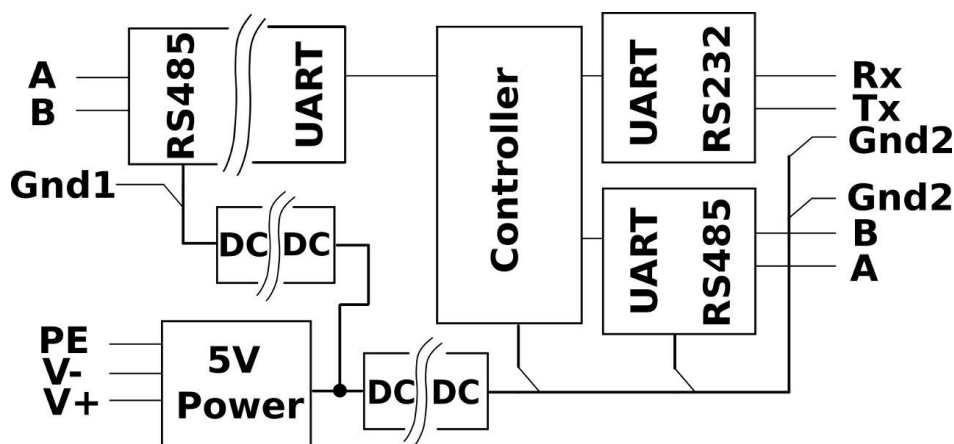 A
B
RS485
UART
Gnd1
DC DC
PE
V-
V+
5V
Power
DC DC
Controller
UART
RS232
Rx
Tx
Gnd2
Gnd2
UART
RS485
B
A